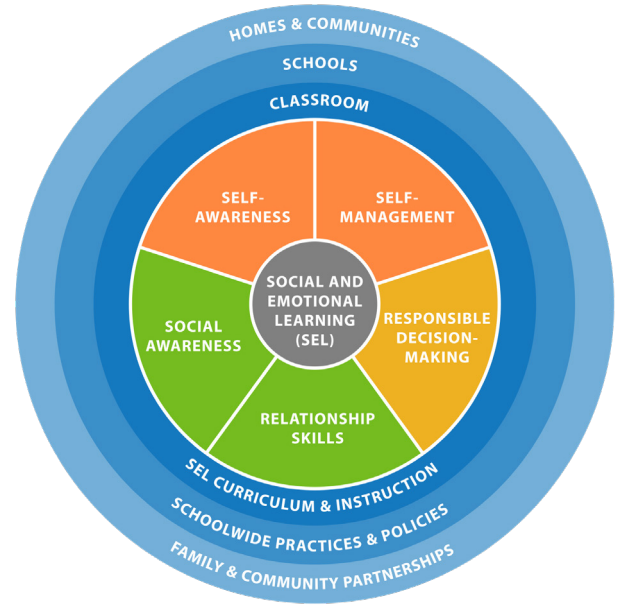 HOMES & COMMUNITIES
SCHOOLS
CLASSROOM
SELF-
AWARENESS
SELF-
MANAGEMENT
SOCIAL AND
EMOTIONAL
LEARNING
(SEL)
SOCIAL
AWARENESS
RESPONSIBLE
DECISION-
MAKING
RELATIONSHIP
SKILLS
SEL CURRICULUM & INSTRUCTION
SCHOOLWIDE PRACTICES & POLICIES
FAMILY & COMMUNITY PARTNERSHIPS